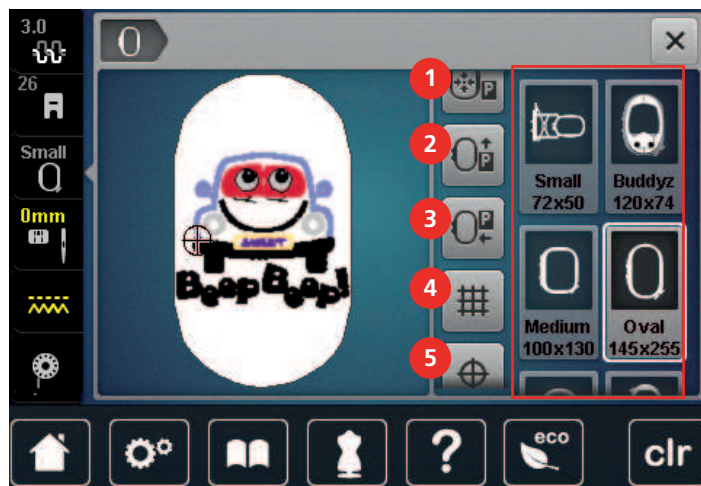 3.0
26
Small
0mm
Beep Beep!
1
P
2
P
3
P
4
5
Small
72x50
Buddyz
120x74
Medium
100x130
Oval
145x255
?
eco
clr